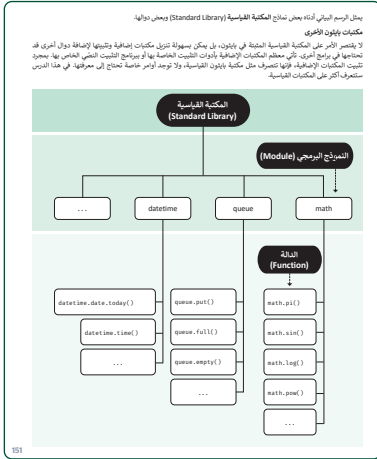 يمثل الرسم البياني أدناه بعض نماذج المكتبة القياسية (Standard Library) وبعض دوالها.
مكتبات بايثون الأخرى
لا يقتصر الأمر على المكتبة القياسية المثبتة في بايثون، بل يمكن بسهولة تنزيل مكتبات إضافية وتثبيتها لإضافة دوال أخرى قد
تحتاجها في برامج أخرى. تأتي معظم المكتبات الإضافية بأدوات التثبيت الخاصة بها أو ببرنامج التثبيت النصي الخاص بها. بمجرد
تثبيت المكتبات الإضافية، فإنها تتصرف مثل مكتبة بايثون القياسية، ولا توجد أوامر خاصة تحتاج إلى معرفتها. في هذا الدرس
ستتعرف أكثر على المكتبات القياسية.
المكتبة القياسية
(Standard Library)
النموذج البرمجي (Module)
math
queue
datetime
...
الدالة
(Function)
math.pi()
queue.put()
datetime.date.today()
math.sin()
queue.full()
datetime.time()
math.log()
queue.empty()
...
math.pow()
...
...
151